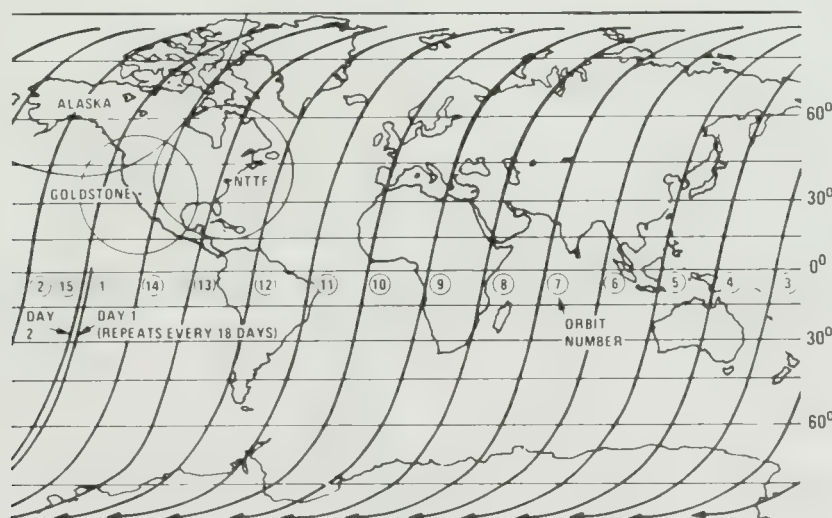 ALASKA
60°
GOLDSTONE
NTTF
30°
0°
2 15 1 (14) (13) (12) (11) (10) (9) (8) (7) (6) (5) 4 3
DAY 2
DAY 1
(REPEATS EVERY 18 DAYS)
ORBIT
NUMBER
30°
60°